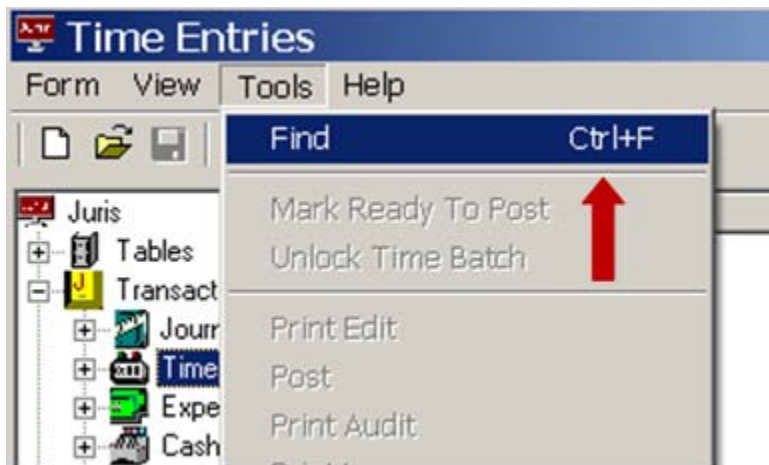 Time Entries
Form View Tools Help
Find Ctrl+F
Mark Ready To Post
Unlock Time Batch
Print Edit
Post
Print Audit
Juris
Tables
Transact
Jourr
Time
Expe
Cash